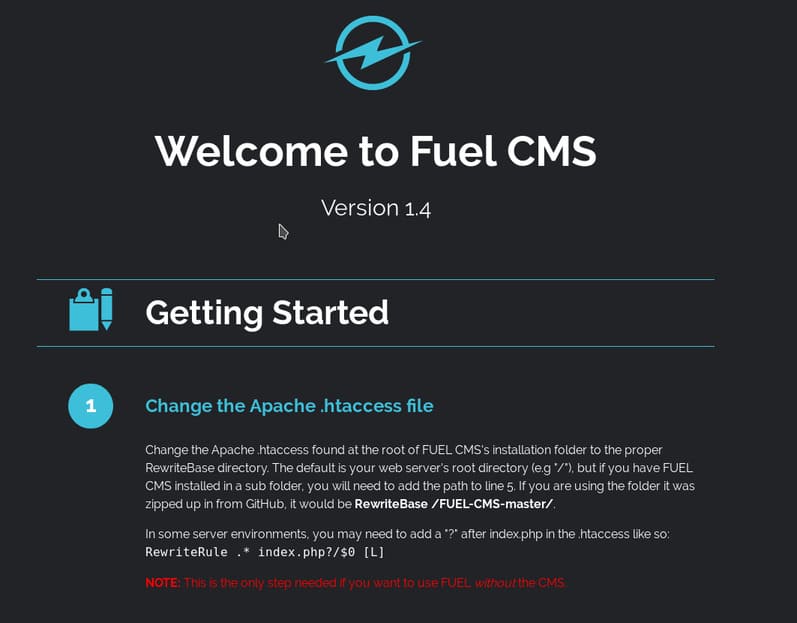 Welcome to Fuel CMS
Version 1.4
Getting Started
1
Change the Apache .htaccess file
Change the Apache .htaccess found at the root of FUEL CMS's installation folder to the proper
RewriteBase directory. The default is your web server's root directory (e.g "/"), but if you have FUEL
CMS installed in a sub folder, you will need to add the path to line 5. If you are using the folder it was
zipped up in from GitHub, it would be RewriteBase /FUEL-CMS-master/.
In some server environments, you may need to add a "?" after index.php in the .htaccess like so:
RewriteRule .* index.php?/$0 [L]
NOTE: This is the only step needed if you want to use FUEL without the CMS.